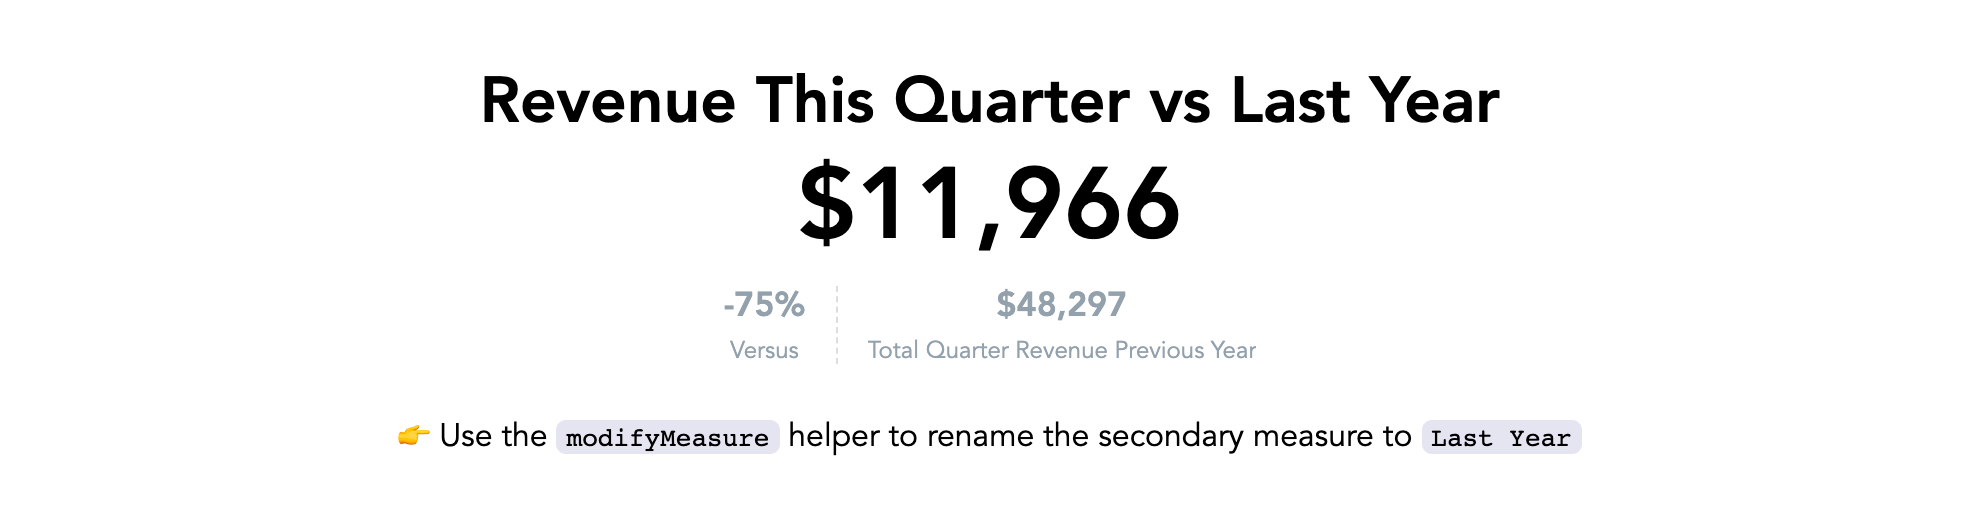 Revenue This Quarter vs Last Year
$11,966
-75%
Versus
$48,297
Total Quarter Revenue Previous Year
👉 Use the modifyMeasure helper to rename the secondary measure to Last Year